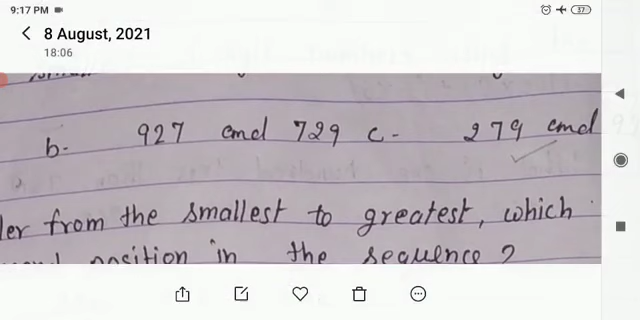 9:17 PM
37
8 August, 2021
18:06
b- 927 and 729 c- 279 and
from the smallest to greatest, which
position in the sequence ?